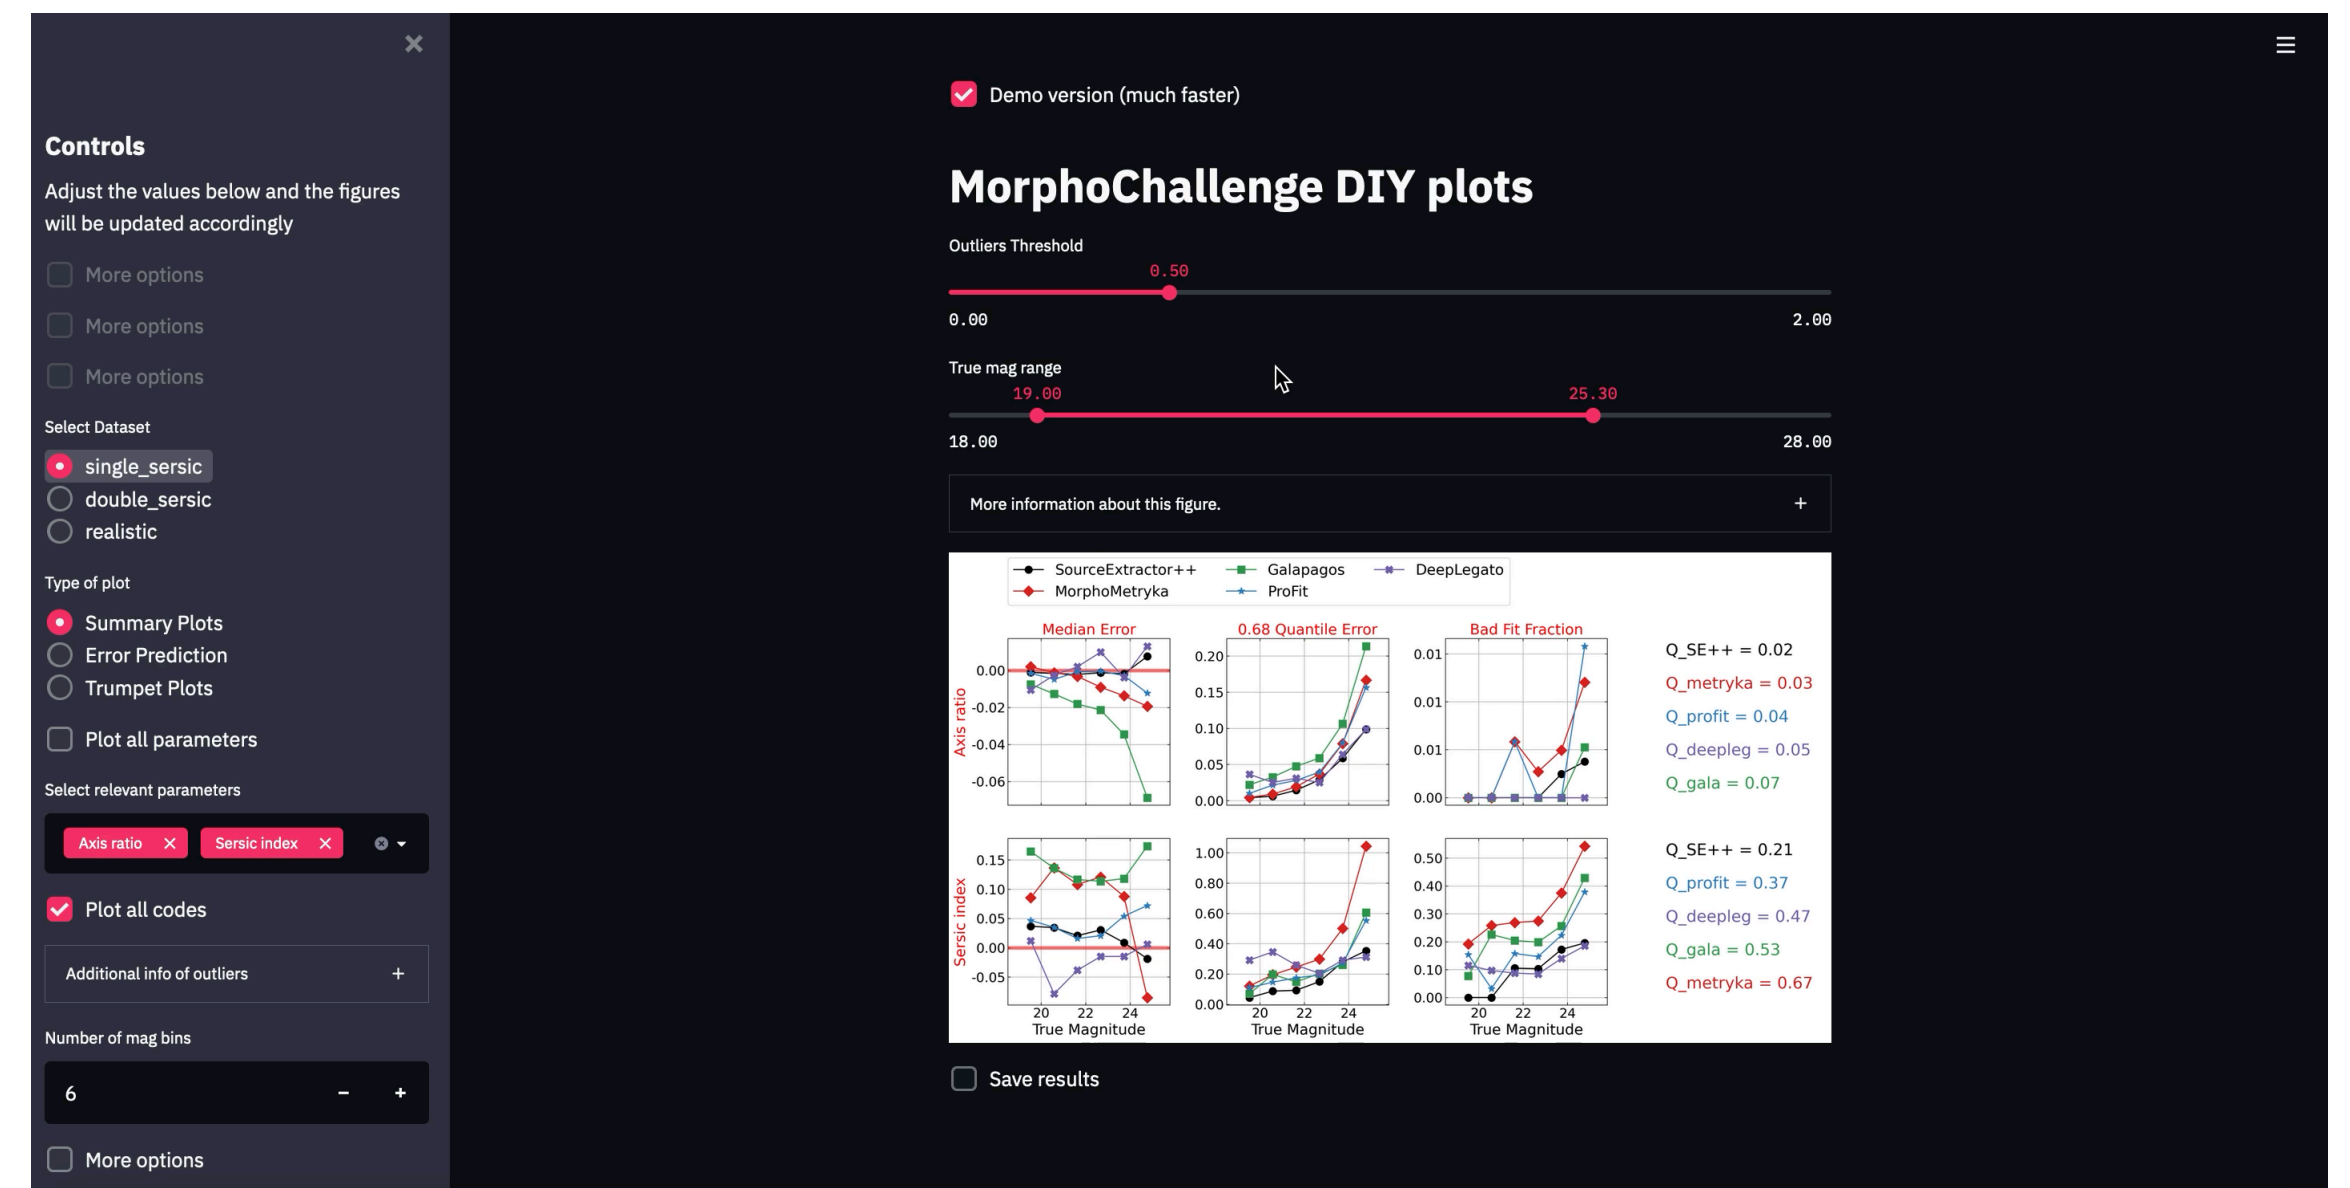 Controls
Adjust the values below and the figures
will be updated accordingly
More options
More options
More options
Select Dataset
single_sersic
double_sersic
realistic
Type of plot
Summary Plots
Error Prediction
Trumpet Plots
Plot all parameters
Select relevant parameters
Axis ratio
Sersic index
Plot all codes
Additional info of outliers
+
Number of mag bins
6 − +
More options
Demo version (much faster)
MorphoChallenge DIY plots
Outliers Threshold
0.50
0.00 2.00
True mag range
19.00 25.30
18.00 28.00
More information about this figure. +
SourceExtractor++ Galapagos DeepLegato
MorphoMetryka ProFit
Median Error 0.68 Quantile Error Bad Fit Fraction
Axis ratio
0.00
-0.02
-0.04
-0.06
0.20
0.15
0.10
0.05
0.00
0.01
0.01
0.01
0.00
Q_SE++ = 0.02
Q_metryka = 0.03
Q_profit = 0.04
Q_deepleg = 0.05
Q_gala = 0.07
Sersic index
0.15
0.10
0.05
0.00
-0.05
1.00
0.80
0.60
0.40
0.20
0.00
0.50
0.40
0.30
0.20
0.10
0.00
Q_SE++ = 0.21
Q_profit = 0.37
Q_deepleg = 0.47
Q_gala = 0.53
Q_metryka = 0.67
20 22 24 20 22 24 20 22 24
True Magnitude True Magnitude True Magnitude
Save results